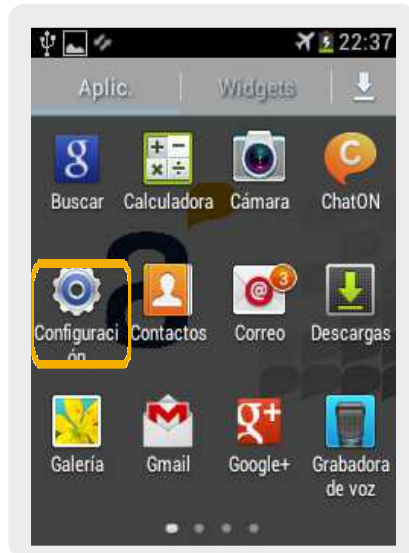 22:37
Aplic.
Widgets
Buscar
Calculadora
Cámara
ChatON
3
Configuraci
ón
Contactos
Correo
Descargas
Galería
Gmail
Google+
Grabadora
de voz